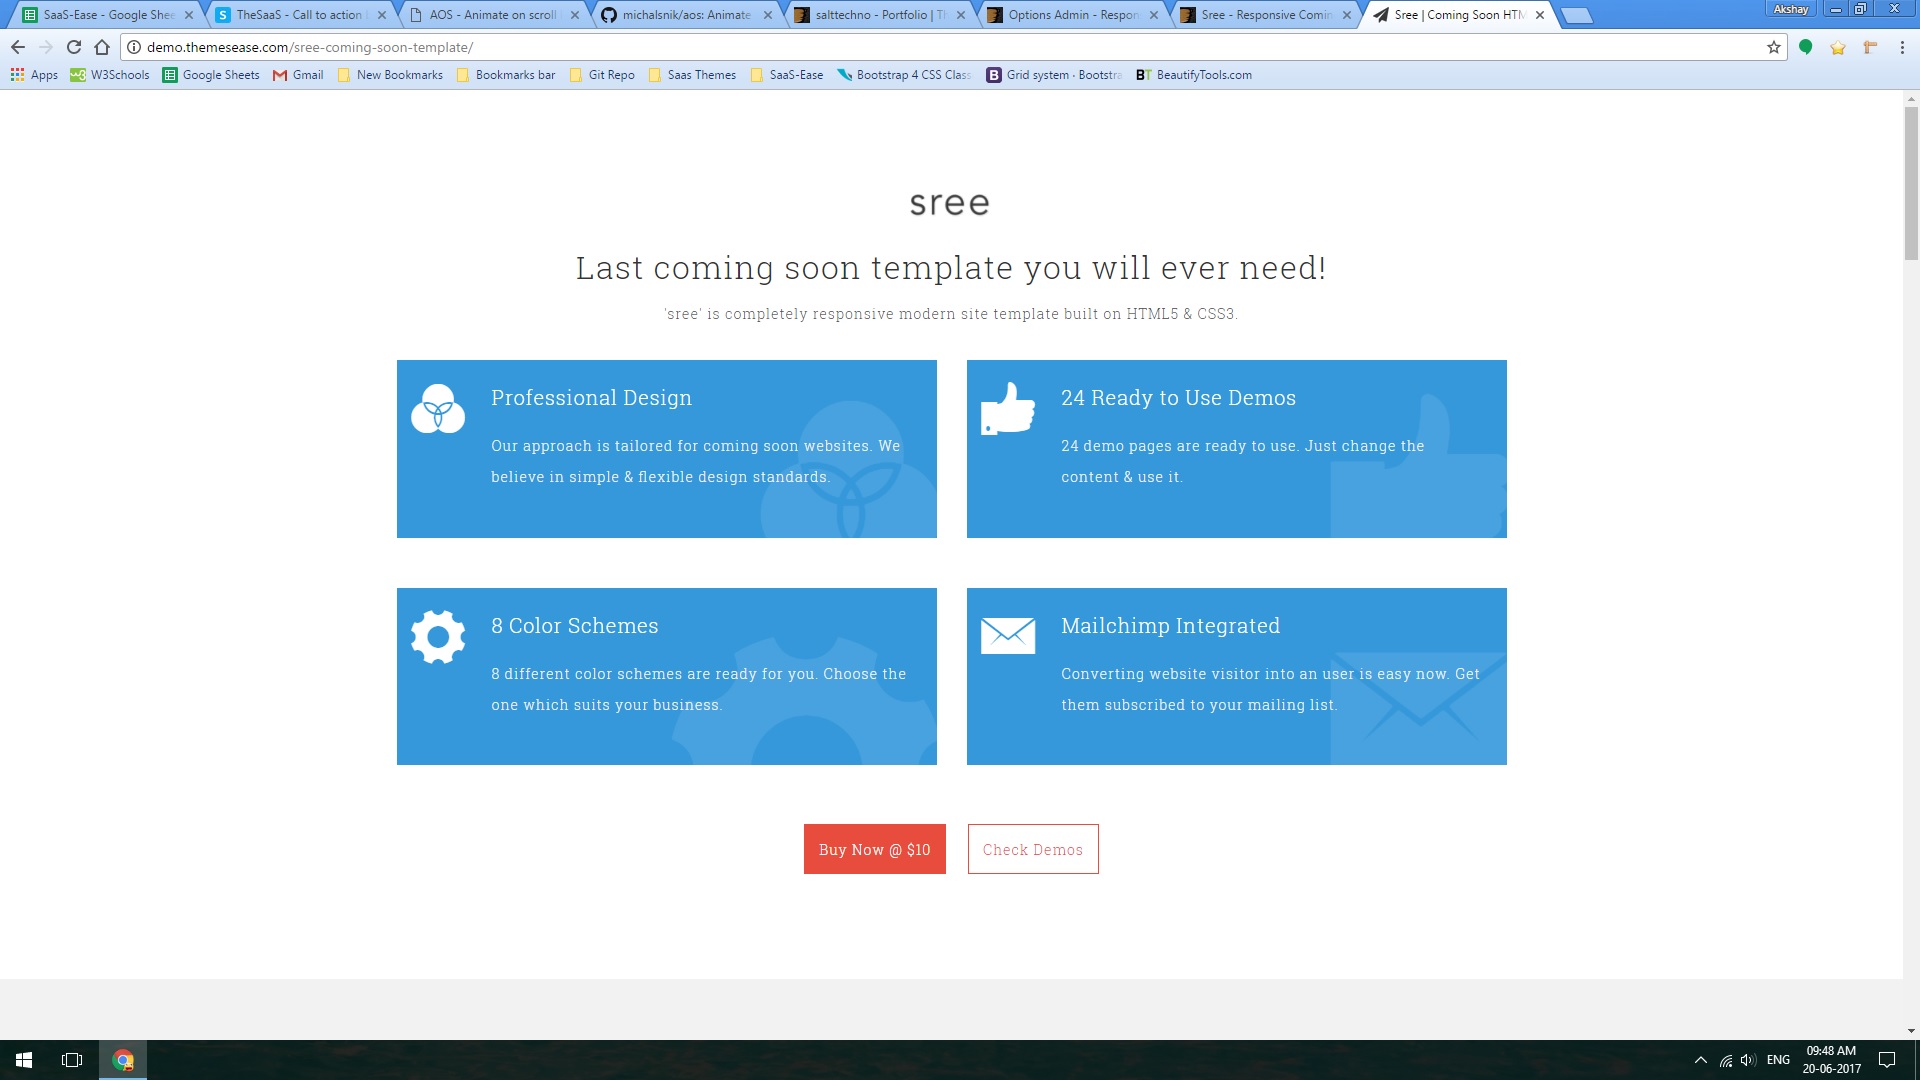 SaaS-Ease - Google Shee
TheSaaS - Call to action
AOS - Animate on scroll
michalsnik/aos: Animate
salttechno - Portfolio | Th
Options Admin - Respon
Sree - Responsive Comin
Sree | Coming Soon HTM
Akshay
demo.themesease.com/sree-coming-soon-template/
Apps
W3Schools
Google Sheets
Gmail
New Bookmarks
Bookmarks bar
Git Repo
Saas Themes
SaaS-Ease
Bootstrap 4 CSS Class
Grid system · Bootstra
BeautifyTools.com
sree
Last coming soon template you will ever need!
'sree' is completely responsive modern site template built on HTML5 & CSS3.
Professional Design
Our approach is tailored for coming soon websites. We
believe in simple & flexible design standards.
24 Ready to Use Demos
24 demo pages are ready to use. Just change the
content & use it.
8 Color Schemes
8 different color schemes are ready for you. Choose the
one which suits your business.
Mailchimp Integrated
Converting website visitor into an user is easy now. Get
them subscribed to your mailing list.
Buy Now @ $10
Check Demos
ENG
09:48 AM
20-06-2017